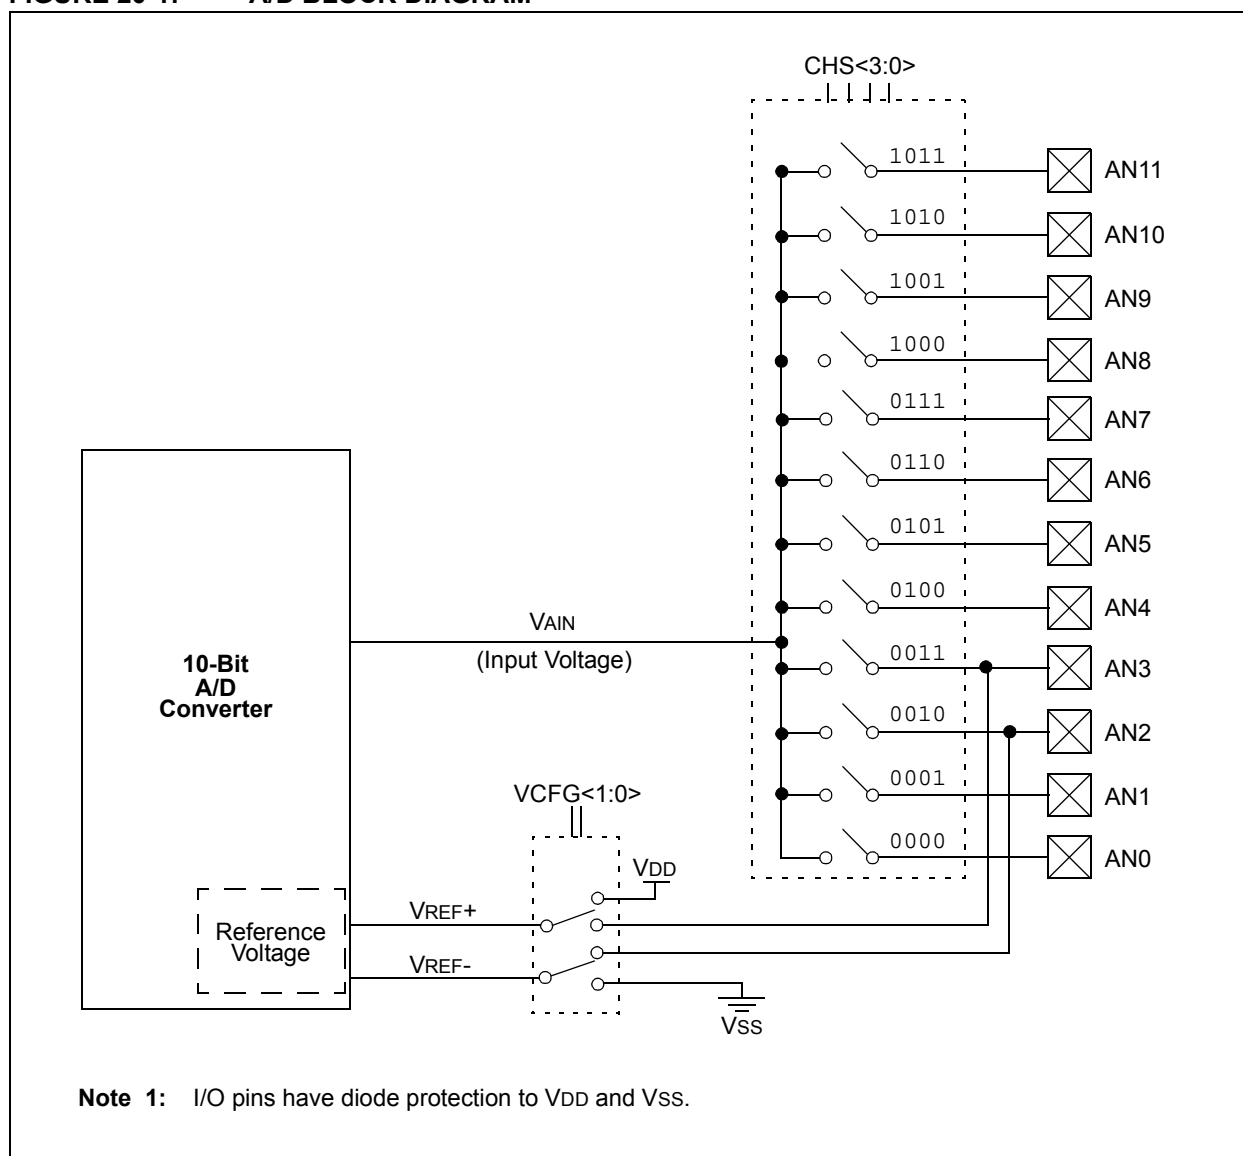 CHS<3:0>
1011 AN11
1010 AN10
1001 AN9
1000 AN8
0111 AN7
0110 AN6
0101 AN5
0100 AN4
VAIN
(Input Voltage)
0011 AN3
0010 AN2
0001 AN1
0000 AN0
10-Bit
A/D
Converter
VCFG<1:0>
VDD
Reference
Voltage
VREF+
VREF-
VSS
Note 1: I/O pins have diode protection to VDD and VSS.